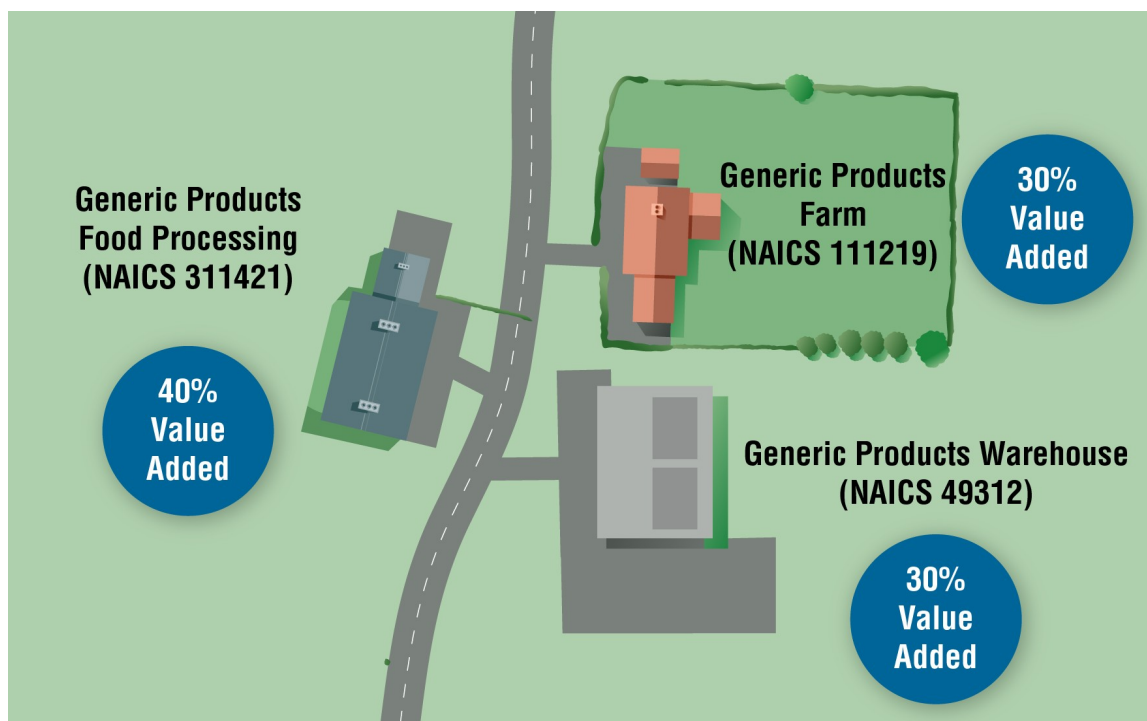 Generic Products
Food Processing
(NAICS 311421)
40%
Value
Added
Generic Products
Farm
(NAICS 111219)
30%
Value
Added
Generic Products Warehouse
(NAICS 49312)
30%
Value
Added